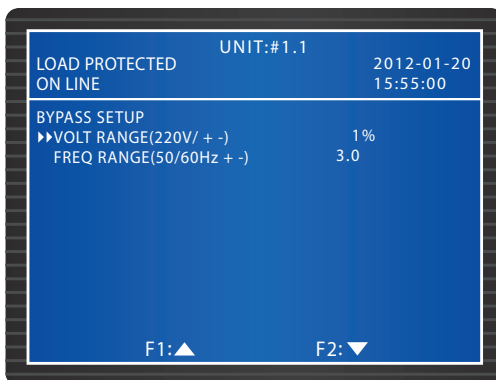 UNIT:#1.1
LOAD PROTECTED 2012-01-20
ON LINE 15:55:00
BYPASS SETUP
VOLT RANGE(220V/ + -) 1%
FREQ RANGE(50/60Hz + -) 3.0
F1: F2: